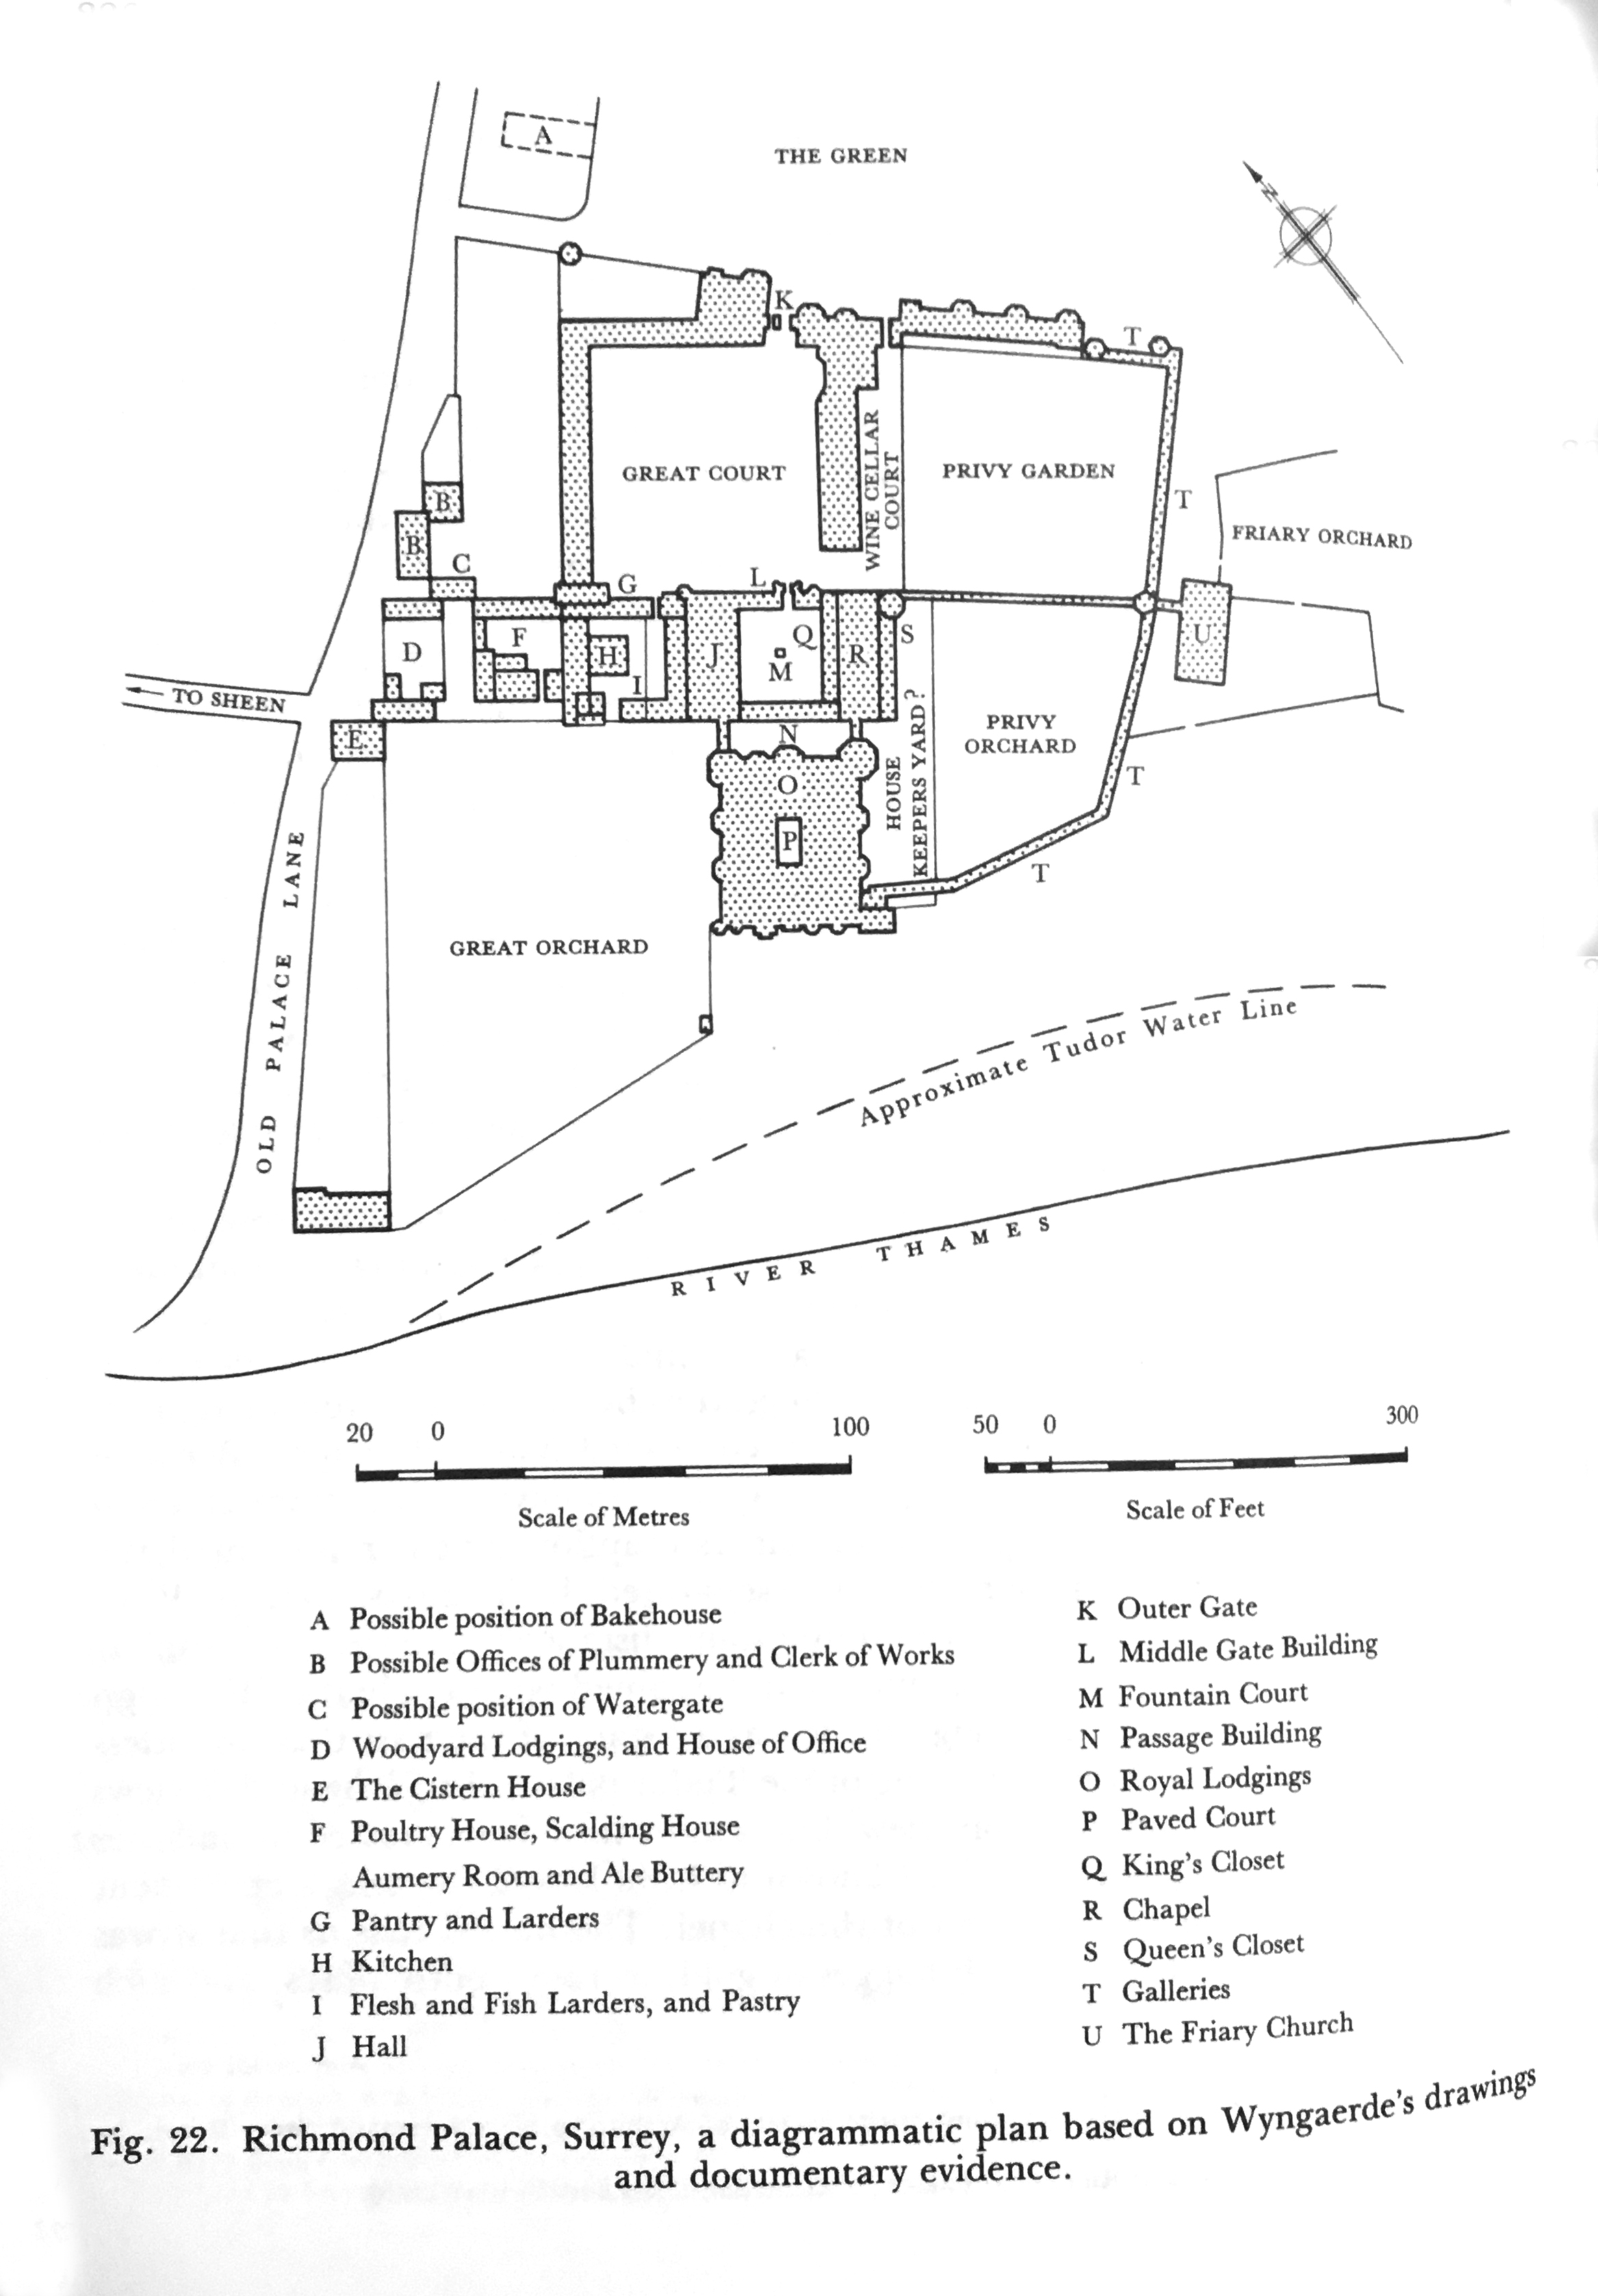 A
THE GREEN
N
K
T
GREAT COURT
WINE CELLAR
COURT
PRIVY GARDEN
T
FRIARY ORCHARD
B
B
C
G
L
D
F
H
I
J
Q
M
R
S
U
TO SHEEN
E
N
O
P
HOUSE
KEEPERS YARD?
PRIVY
ORCHARD
T
T
OLD PALACE LANE
GREAT ORCHARD
Approximate Tudor Water Line
RIVER THAMES
20 0 100
Scale of Metres
50 0 300
Scale of Feet
A Possible position of Bakehouse
B Possible Offices of Plummery and Clerk of Works
C Possible position of Watergate
D Woodyard Lodgings, and House of Office
E The Cistern House
F Poultry House, Scalding House
Aumery Room and Ale Buttery
G Pantry and Larders
H Kitchen
I Flesh and Fish Larders, and Pastry
J Hall
K Outer Gate
L Middle Gate Building
M Fountain Court
N Passage Building
O Royal Lodgings
P Paved Court
Q King's Closet
R Chapel
S Queen's Closet
T Galleries
U The Friary Church
Fig. 22. Richmond Palace, Surrey, a diagrammatic plan based on Wyngaerde's drawings
and documentary evidence.